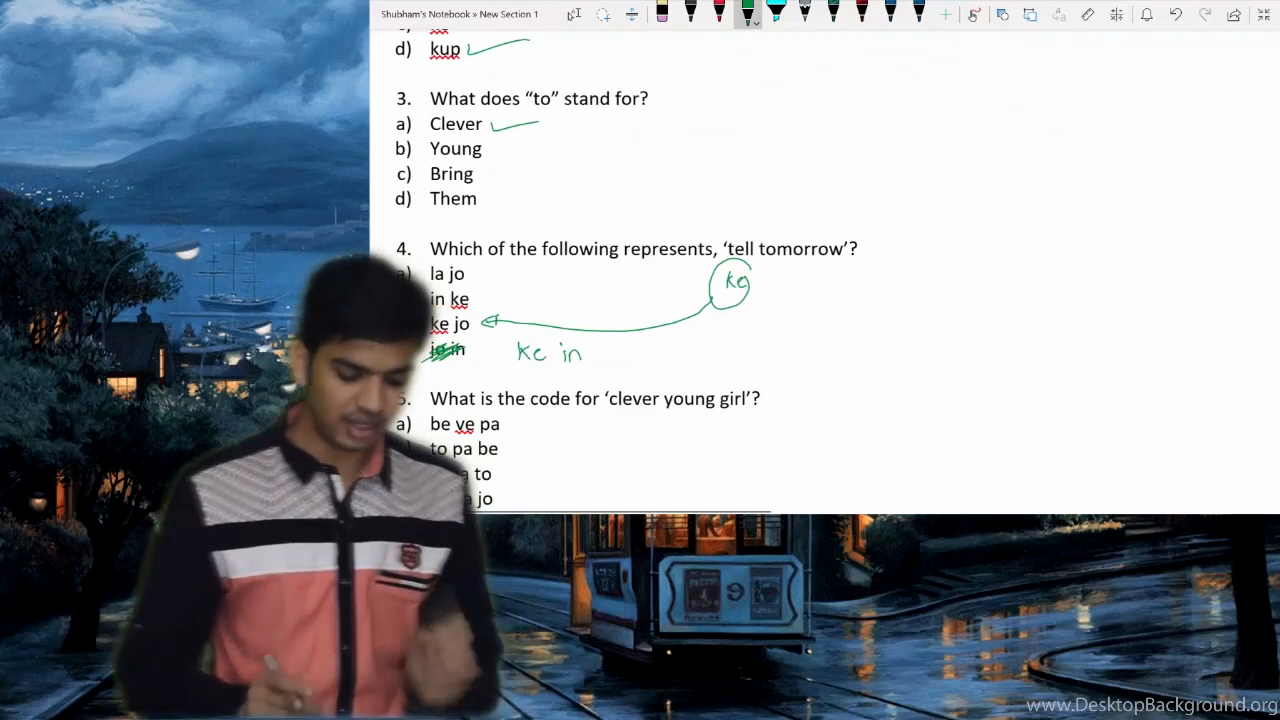 Shubham's Notebook » New Section 1
d) kup
3. What does “to” stand for?
a) Clever
b) Young
c) Bring
d) Them
4. Which of the following represents, ‘tell tomorrow’?
la jo
ke
in ke
ke jo
ke in
5. What is the code for ‘clever young girl’?
a) be ve pa
to pa be
to
jo
9
www.DesktopBackground.org